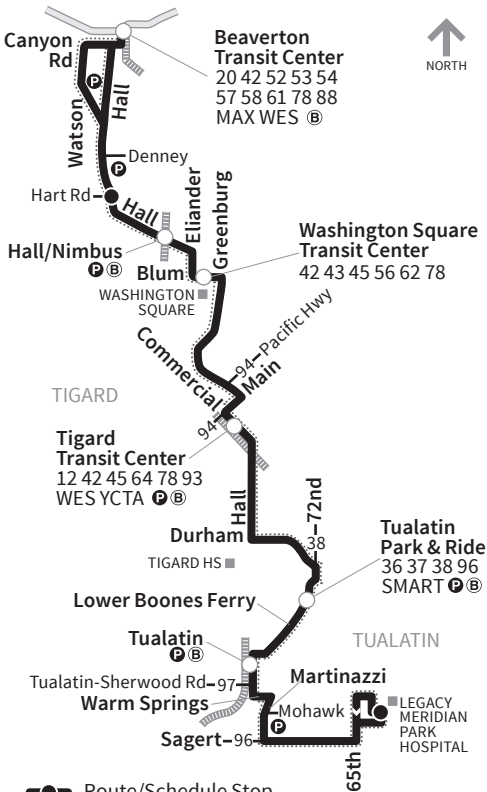 Canyon
Rd
Beaverton
Transit Center
20 42 52 53 54
57 58 61 78 88
MAX WES B
NORTH
P
Watson
Hall
Denney
P
Hart Rd
Hall
Eliander
Greenburg
Hall/Nimbus
P B
Blum
Washington Square
Transit Center
42 43 45 56 62 78
WASHINGTON
SQUARE
94
Pacific Hwy
Main
Commercial
94
TIGARD
Tigard
Transit Center
12 42 45 64 78 93
WES YCTA P B
Hall
72nd
38
Durham
TIGARD HS
Tualatin
Park & Ride
36 37 38 96
SMART P B
Lower Boones Ferry
Tualatin
P B
TUALATIN
Tualatin-Sherwood Rd
97
Warm Springs
Martinazzi
Mohawk
P
LEGACY
MERIDIAN
PARK
HOSPITAL
Sagert
96
65th
Route/Schedule Stop